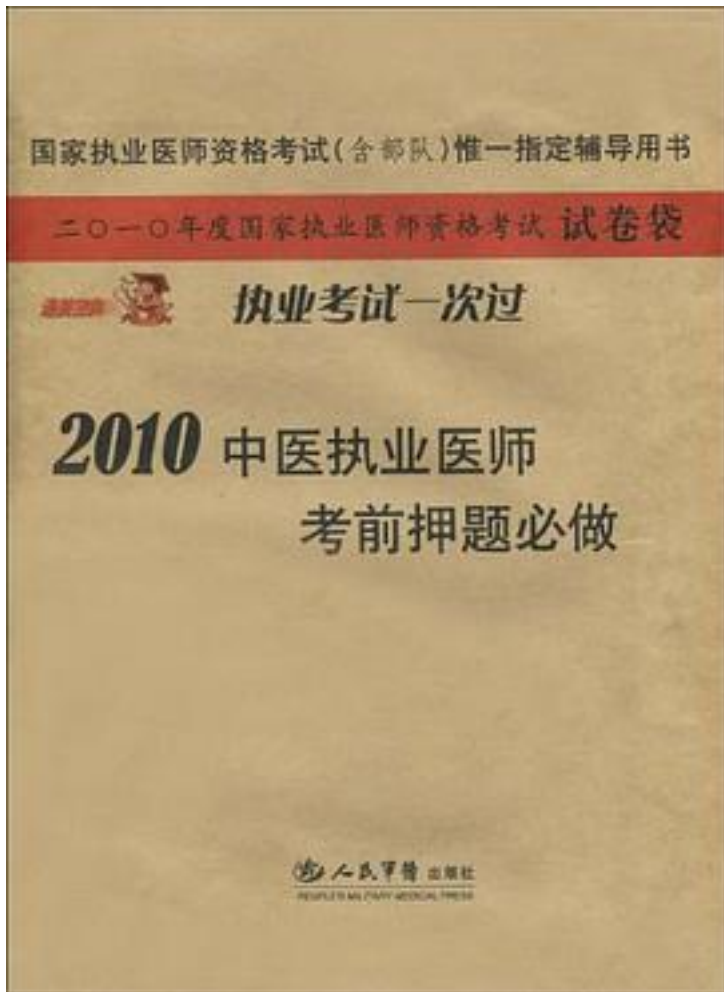 国家执业医师资格考试(含部队)惟一指定辅导用书
二〇一〇年度国家执业医师资格考试 试卷袋
执业考试一次过
2010 中医执业医师
考前押题必做
人民军醫 出版社
PEOPLE'S MILITARY MEDICAL PRESS